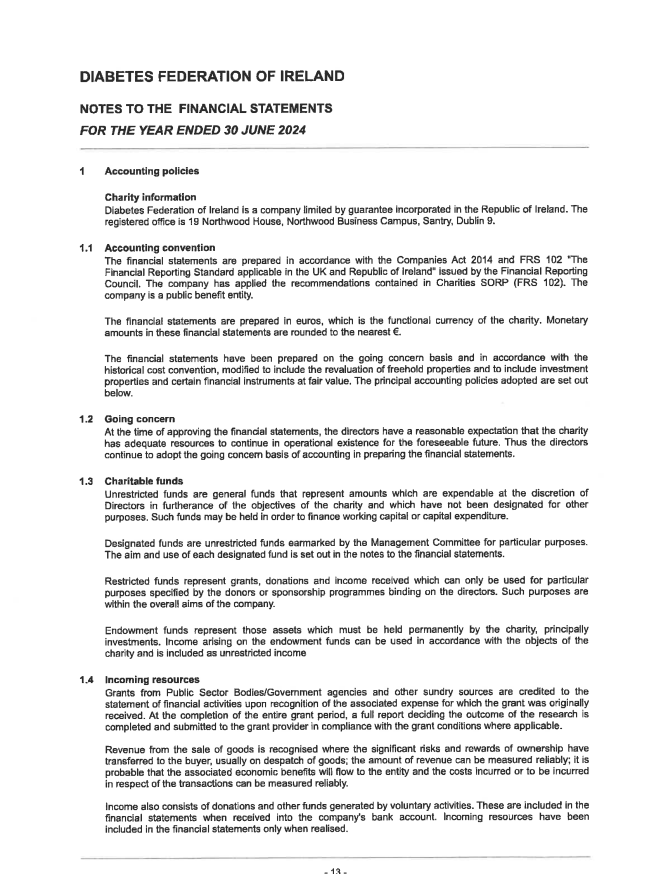 DIABETES FEDERATION OF IRELAND
NOTES TO THE FINANCIAL STATEMENTS
FOR THE YEAR ENDED 30 JUNE 2024
1 Accounting policies
Charity information
Diabetes Federation of Ireland is a company limited by guarantee incorporated in the Republic of Ireland. The
registered office is 19 Northwood House, Northwood Business Campus, Santry, Dublin 9.
1.1 Accounting convention
The financial statements are prepared in accordance with the Companies Act 2014 and FRS 102 "The
Financial Reporting Standard applicable in the UK and Republic of Ireland" issued by the Financial Reporting
Council. The company has applied the recommendations contained in Charities SORP (FRS 102). The
company is a public benefit entity.
The financial statements are prepared in euros, which is the functional currency of the charity. Monetary
amounts in these financial statements are rounded to the nearest €.
The financial statements have been prepared on the going concern basis and in accordance with the
historical cost convention, modified to include the revaluation of freehold properties and to include investment
properties and certain financial instruments at fair value. The principal accounting policies adopted are set out
below.
1.2 Going concern
At the time of approving the financial statements, the directors have a reasonable expectation that the charity
has adequate resources to continue in operational existence for the foreseeable future. Thus the directors
continue to adopt the going concern basis of accounting in preparing the financial statements.
1.3 Charitable funds
Unrestricted funds are general funds that represent amounts which are expendable at the discretion of
Directors in furtherance of the objectives of the charity and which have not been designated for other
purposes. Such funds may be held in order to finance working capital or capital expenditure.
Designated funds are unrestricted funds earmarked by the Management Committee for particular purposes.
The aim and use of each designated fund is set out in the notes to the financial statements.
Restricted funds represent grants, donations and income received which can only be used for particular
purposes specified by the donors or sponsorship programmes binding on the directors. Such purposes are
within the overall aims of the company.
Endowment funds represent those assets which must be held permanently by the charity, principally
investments. Income arising on the endowment funds can be used in accordance with the objects of the
charity and is included as unrestricted income
1.4 Incoming resources
Grants from Public Sector Bodies/Government agencies and other sundry sources are credited to the
statement of financial activities upon recognition of the associated expense for which the grant was originally
received. At the completion of the entire grant period, a full report deciding the outcome of the research is
completed and submitted to the grant provider in compliance with the grant conditions where applicable.
Revenue from the sale of goods is recognised where the significant risks and rewards of ownership have
transferred to the buyer, usually on despatch of goods; the amount of revenue can be measured reliably; it is
probable that the associated economic benefits will flow to the entity and the costs incurred or to be incurred
in respect of the transactions can be measured reliably.
Income also consists of donations and other funds generated by voluntary activities. These are included in the
financial statements when received into the company's bank account. Incoming resources have been
included in the financial statements only when realised.
- 13 -